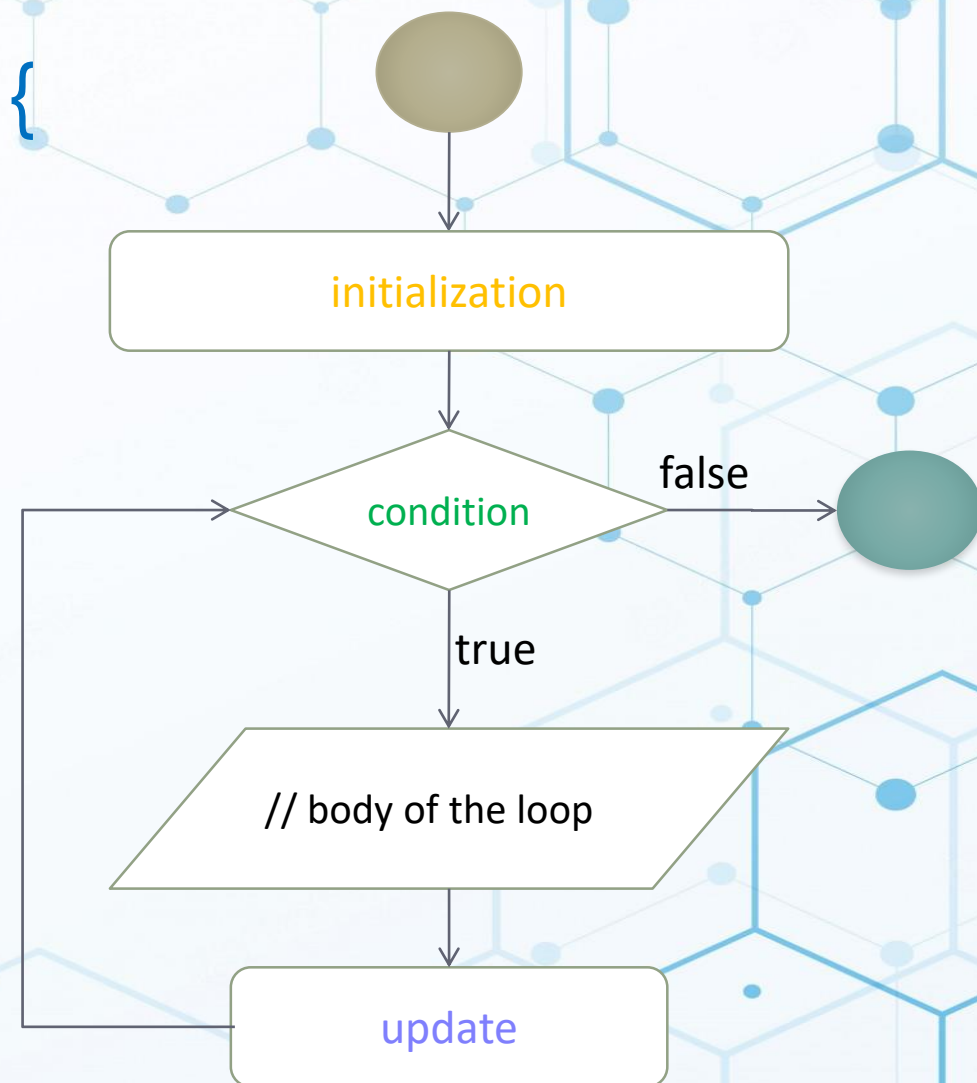 {
initialization
condition
false
true
// body of the loop
update